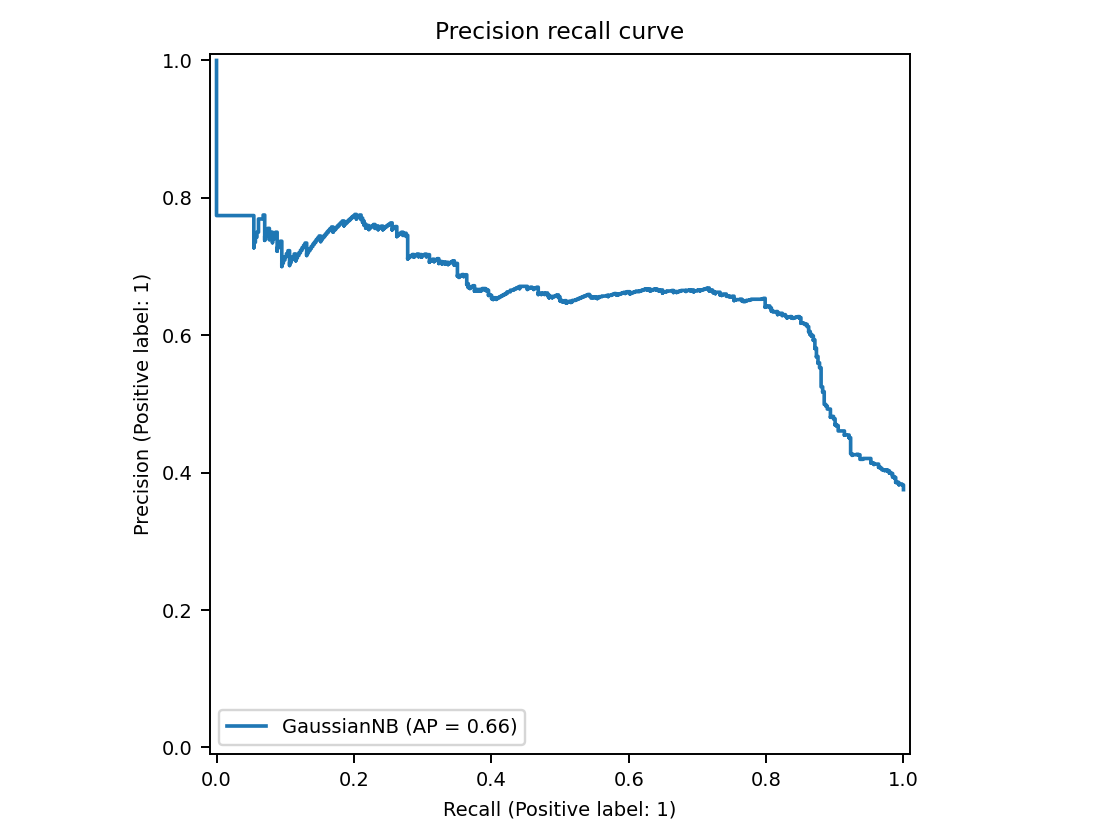 Precision recall curve
1.0
0.8
0.6
0.4
0.2
0.0
Precision (Positive label: 1)
GaussianNB (AP = 0.66)
0.0 0.2 0.4 0.6 0.8 1.0
Recall (Positive label: 1)